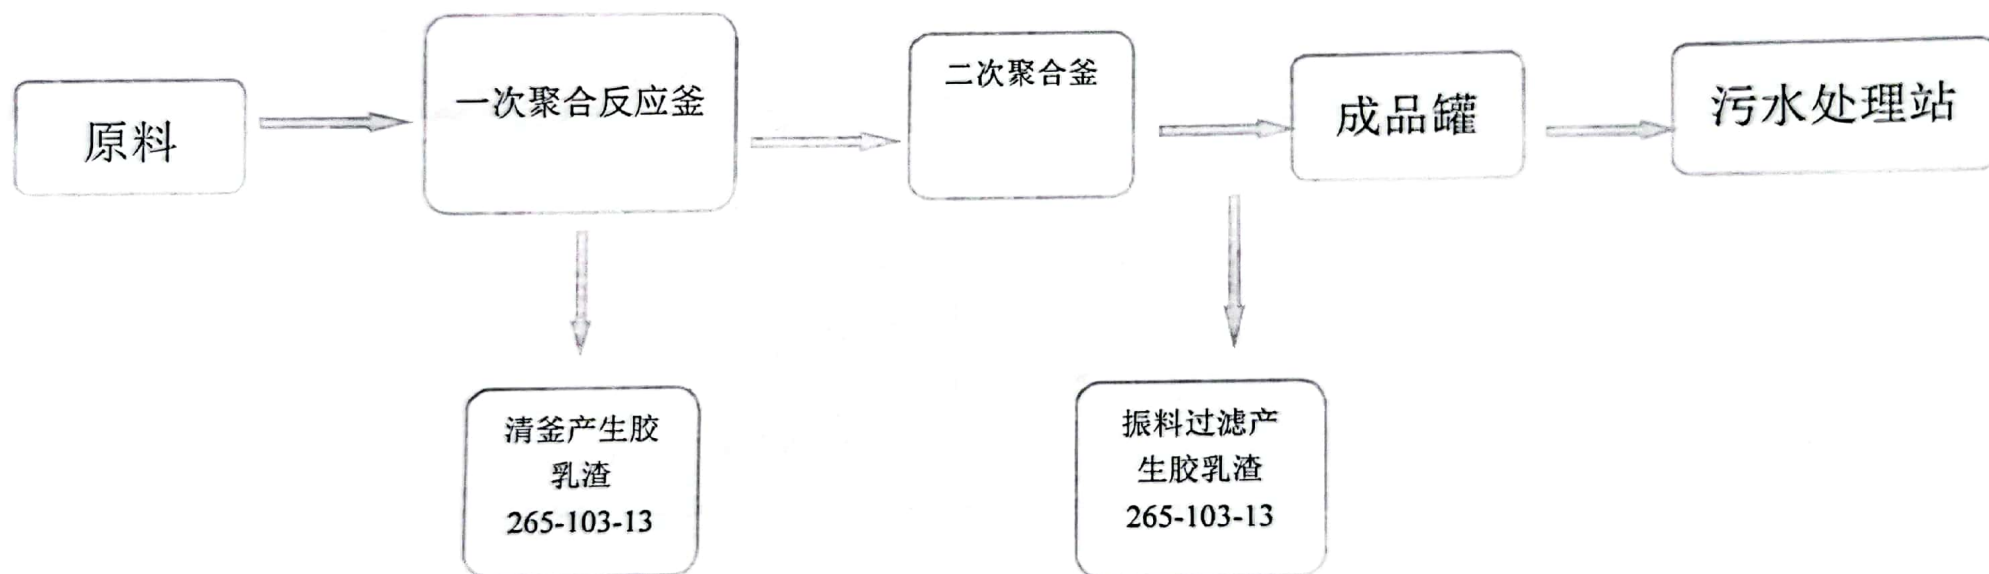 原料
一次聚合反应釜
二次聚合釜
成品罐
污水处理站
清釜产生胶
乳渣
265-103-13
振料过滤产
生胶乳渣
265-103-13